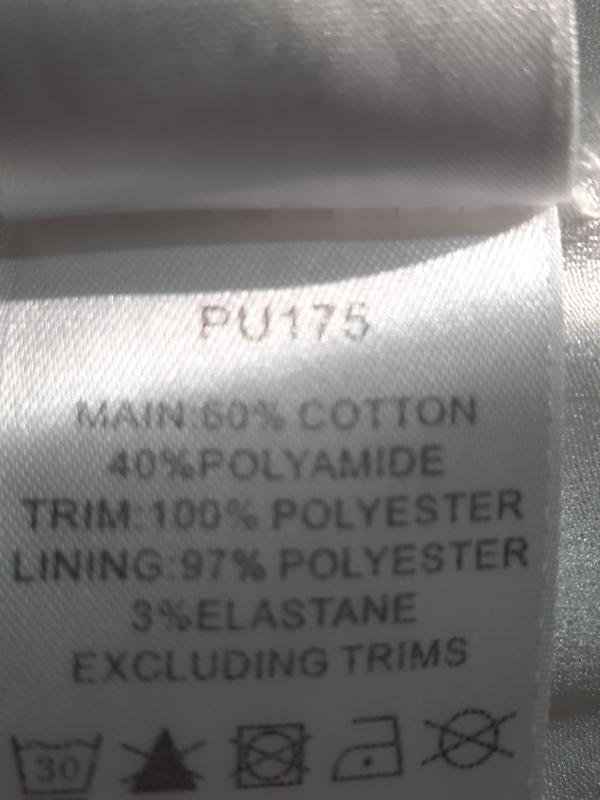 PU175
MAIN:60% COTTON
40%POLYAMIDE
TRIM:100% POLYESTER
LINING:97% POLYESTER
3%ELASTANE
EXCLUDING TRIMS
30